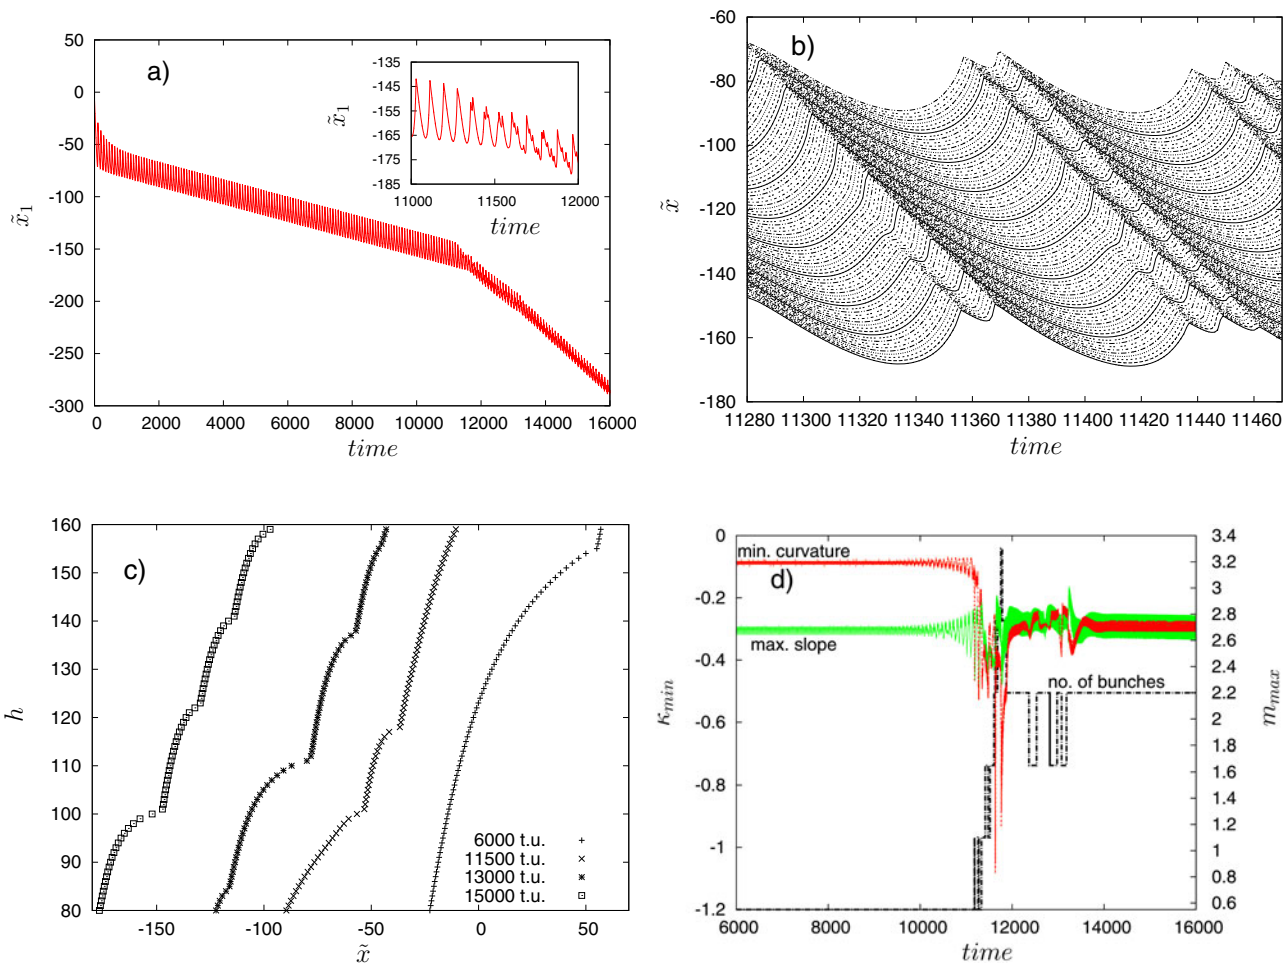 a)
50
0
-50
-100
-150
-200
-250
-300
x̃₁
0 2000 4000 6000 8000 10000 12000 14000 16000
time
-135
-145
-155
-165
-175
-185
x̃₁
11000 11500 12000
time
b)
-60
-80
-100
-120
-140
-160
-180
x̃
11280 11300 11320 11340 11360 11380 11400 11420 11440 11460
time
c)
160
150
140
130
120
110
100
90
80
h
6000 t.u.
11500 t.u.
13000 t.u.
15000 t.u.
-150 -100 -50 0 50
x̃
d)
0
-0.2
-0.4
-0.6
-0.8
-1
-1.2
κmin
min. curvature
max. slope
no. of bunches
3.4
3.2
3
2.8
2.6
2.4
2.2
2
1.8
1.6
1.4
1.2
1
0.8
0.6
mmax
6000 8000 10000 12000 14000 16000
time